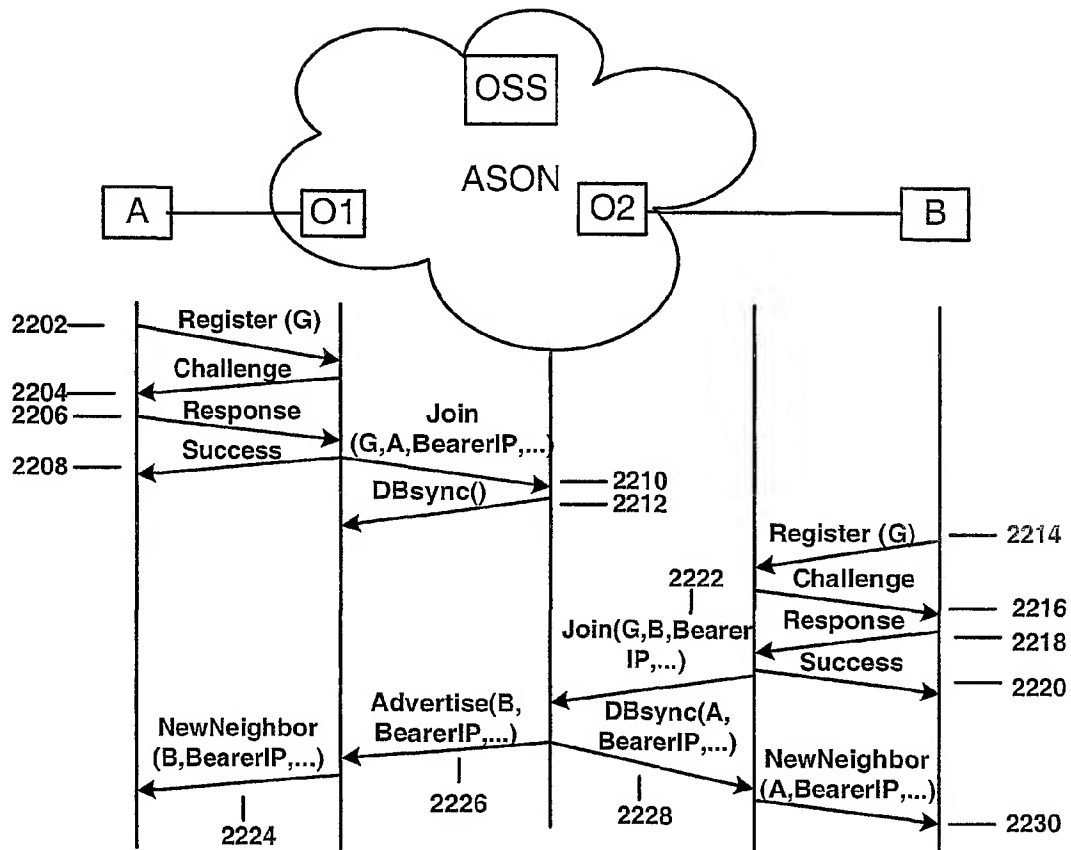 OSS
ASON
A
O1
O2
B
2202
Register (G)
Challenge
2204
2206
Response
Join
(G,A,BearerIP,...)
Success
2208
2210
DBsync()
2212
Register (G)
2214
2222
Challenge
2216
Response
2218
Join(G,B,Bearer
IP,...)
Success
2220
Advertise(B,
BearerIP,...)
DBsync(A,
BearerIP,...)
NewNeighbor
(B,BearerIP,...)
NewNeighbor
(A,BearerIP,...)
2226
2228
2224
2230